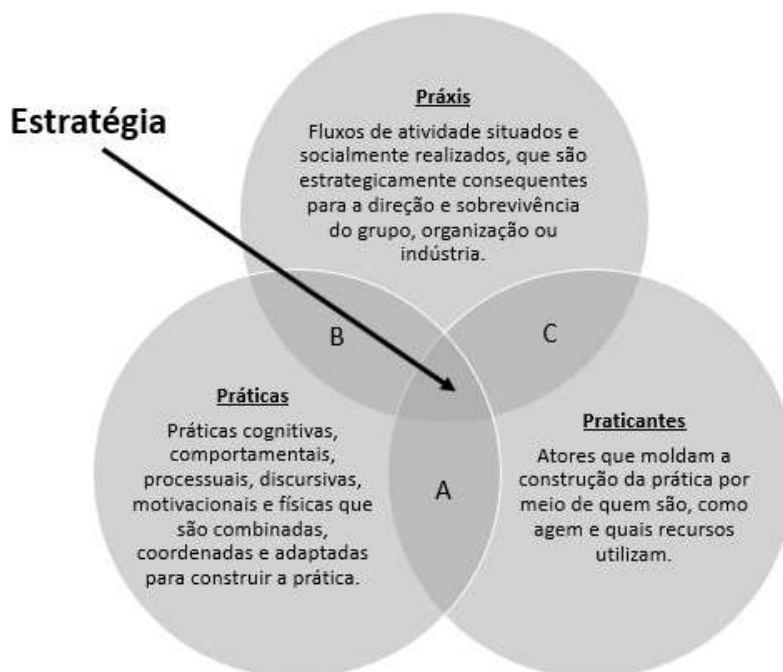 Estratégia
Práxis
Fluxos de atividade situados e
socialmente realizados, que são
estrategicamente consequentes
para a direção e sobrevivência
do grupo, organização ou
indústria.
B
C
Práticas
Práticas cognitivas,
comportamentais,
processuais, discursivas,
motivacionais e físicas que
são combinadas,
coordenadas e adaptadas
para construir a prática.
A
Praticantes
Atores que moldam a
construção da prática por
meio de quem são, como
agem e quais recursos
utilizam.